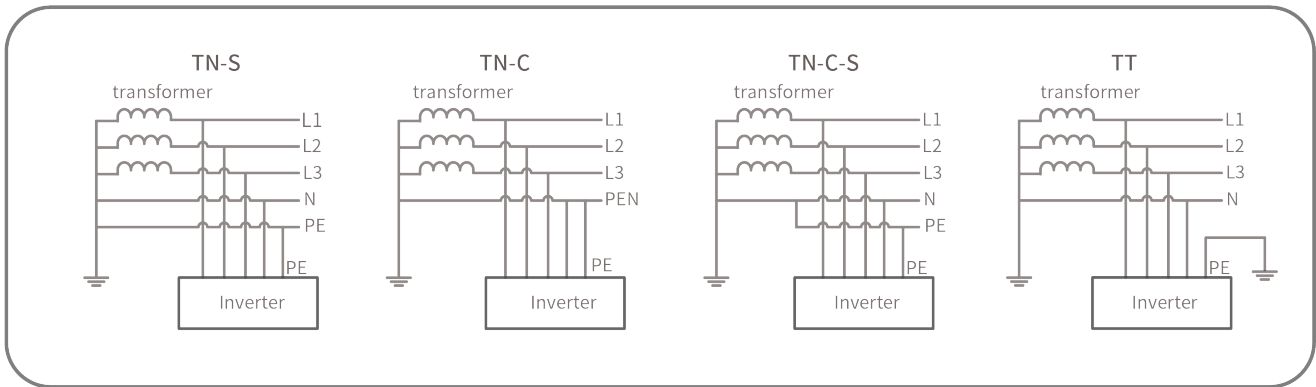 TN-S
transformer
L1
L2
L3
N
PE
PE
Inverter
TN-C
transformer
L1
L2
L3
PEN
PE
Inverter
TN-C-S
transformer
L1
L2
L3
N
PE
PE
Inverter
TT
transformer
L1
L2
L3
N
PE
Inverter